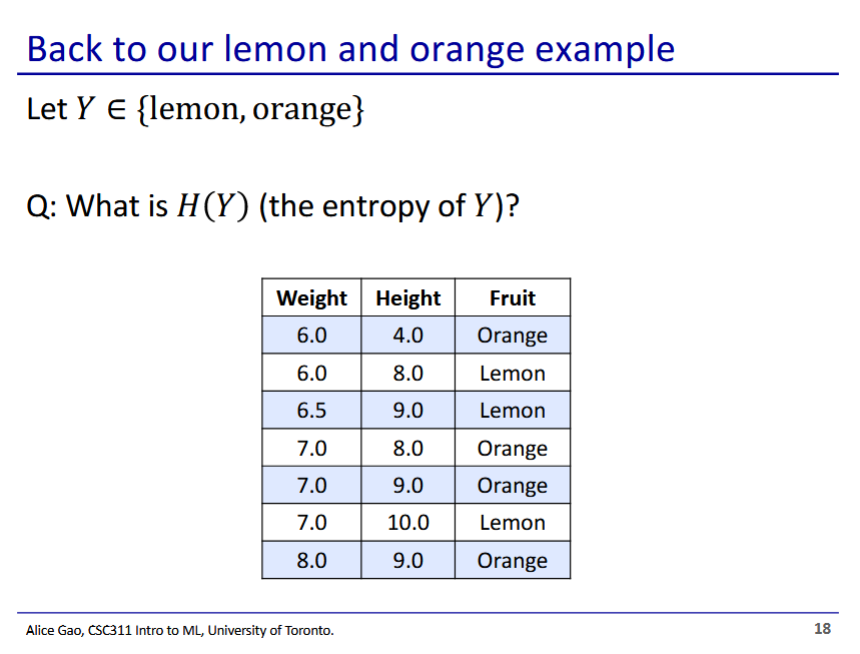 Back to our lemon and orange example
Let Y ∈ {lemon, orange}
Q: What is H(Y) (the entropy of Y)?
Weight Height Fruit
6.0 4.0 Orange
6.0 8.0 Lemon
6.5 9.0 Lemon
7.0 8.0 Orange
7.0 9.0 Orange
7.0 10.0 Lemon
8.0 9.0 Orange
Alice Gao, CSC311 Intro to ML, University of Toronto.
18